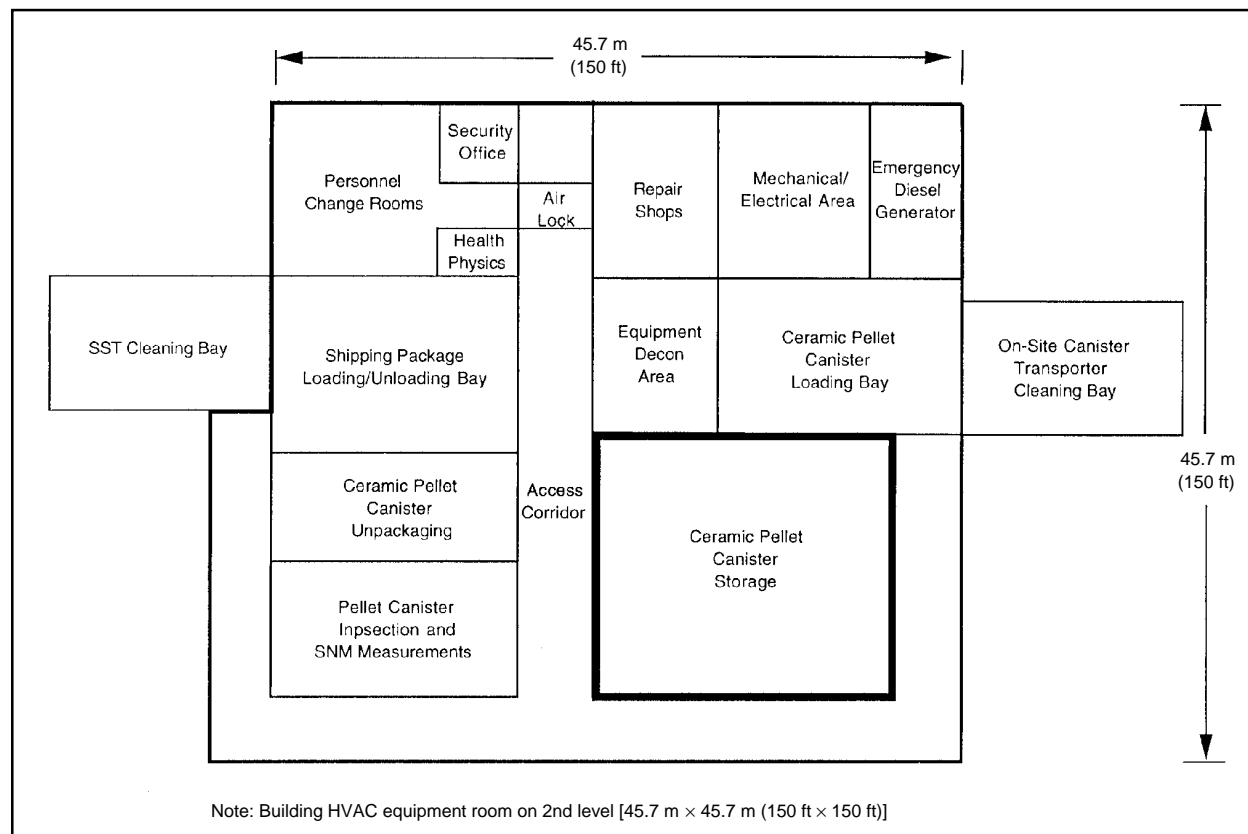 45.7 m
(150 ft)
Security
Office
Personnel
Change Rooms
Air
Lock
Health
Physics
Repair
Shops
Mechanical/
Electrical Area
Emergency
Diesel
Generator
SST Cleaning Bay
Shipping Package
Loading/Unloading Bay
Equipment
Decon
Area
Ceramic Pellet
Canister
Loading Bay
On-Site Canister
Transporter
Cleaning Bay
45.7 m
(150 ft)
Ceramic Pellet
Canister
Unpackaging
Access
Corridor
Ceramic Pellet
Canister
Storage
Pellet Canister
Inpsection and
SNM Measurements
Note: Building HVAC equipment room on 2nd level [45.7 m × 45.7 m (150 ft × 150 ft)]